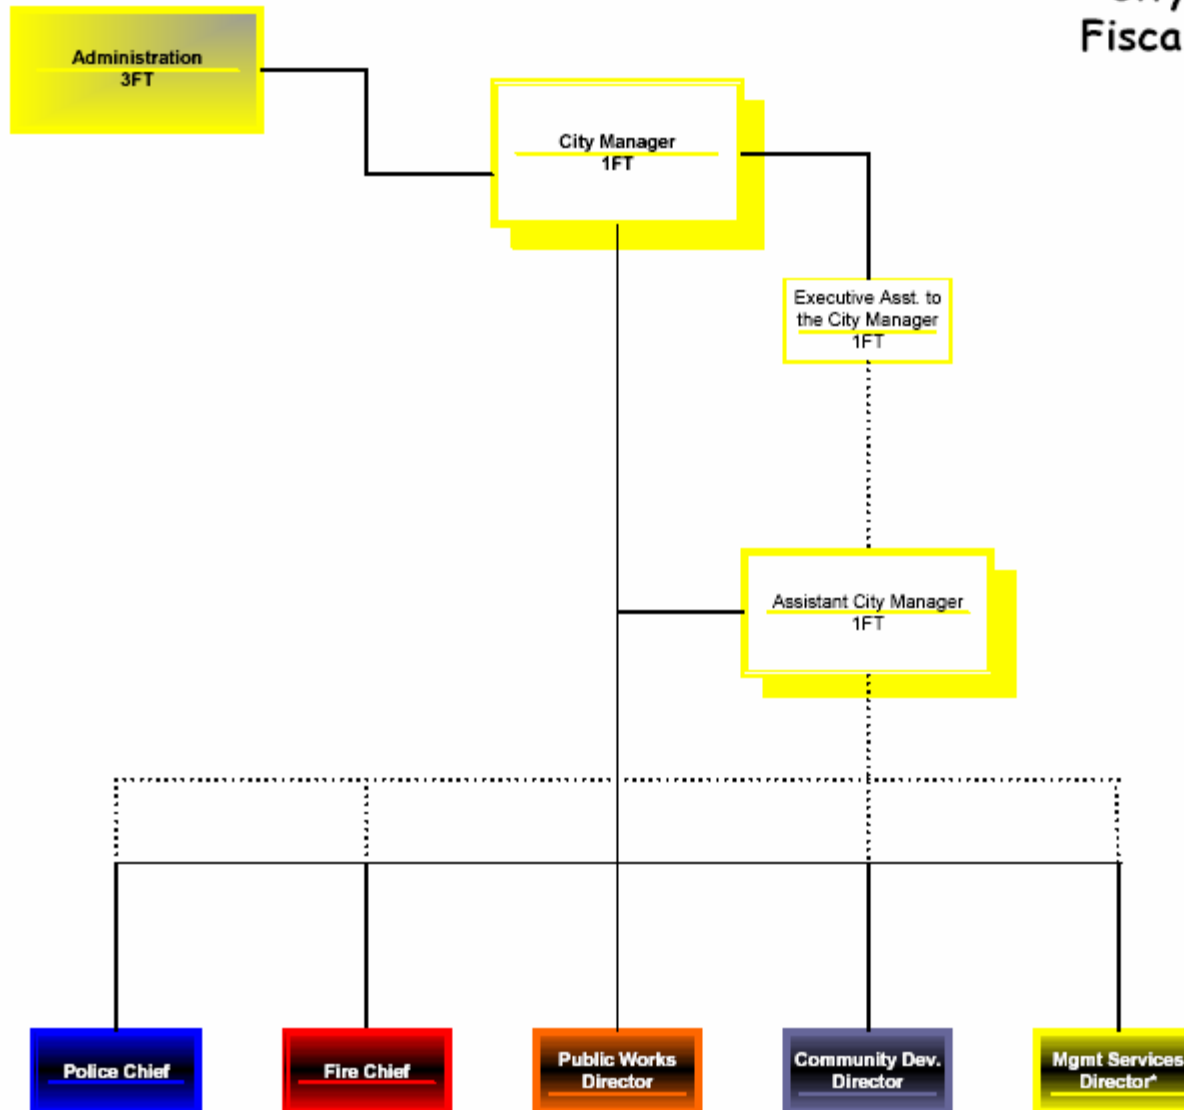 Fisca
Administration
3FT
City Manager
1FT
Executive Asst. to
the City Manager
1FT
Assistant City Manager
1FT
Police Chief
Fire Chief
Public Works
Director
Community Dev.
Director
Mgmt Services
Director*